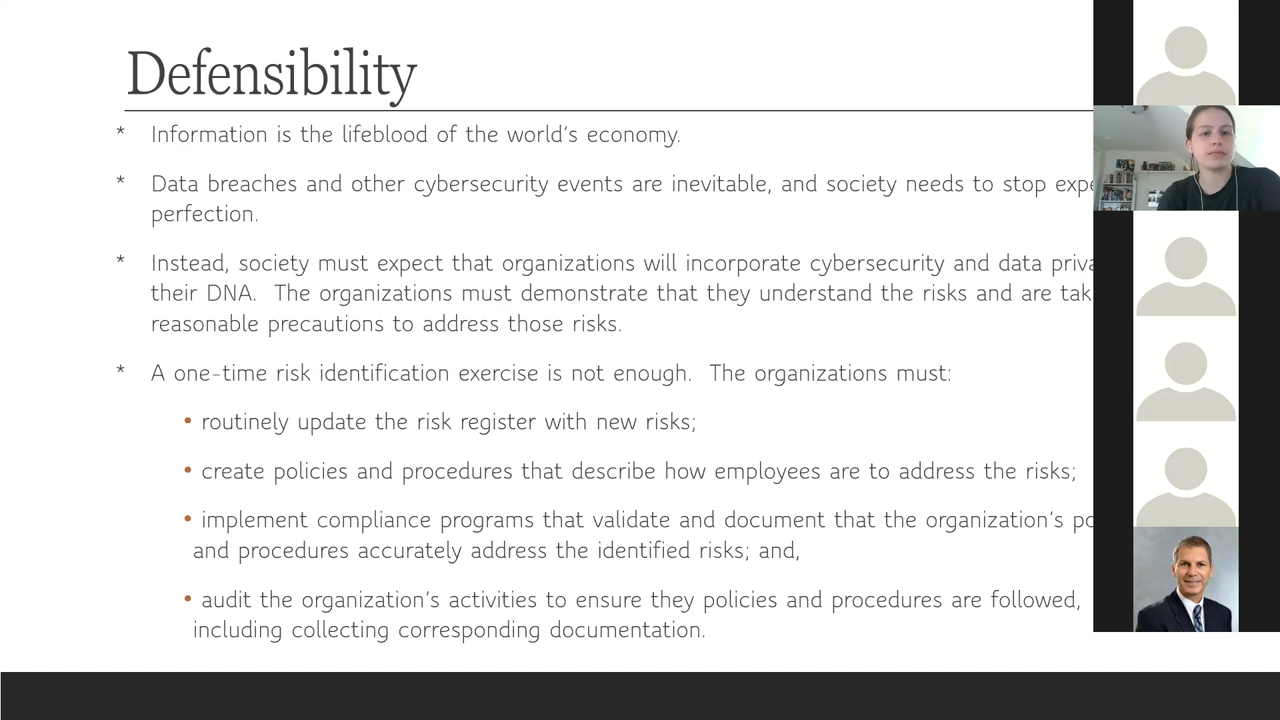 Defensibility
* Information is the lifeblood of the world's economy.
* Data breaches and other cybersecurity events are inevitable, and society needs to stop
perfection.
* Instead, society must expect that organizations will incorporate cybersecurity and data
their DNA.  The organizations must demonstrate that they understand the risks and are
reasonable precautions to address those risks.
* A one-time risk identification exercise is not enough.  The organizations must:
• routinely update the risk register with new risks;
• create policies and procedures that describe how employees are to address the risks;
• implement compliance programs that validate and document that the organization's
and procedures accurately address the identified risks; and,
• audit the organization's activities to ensure they policies and procedures are followed,
including collecting corresponding documentation.